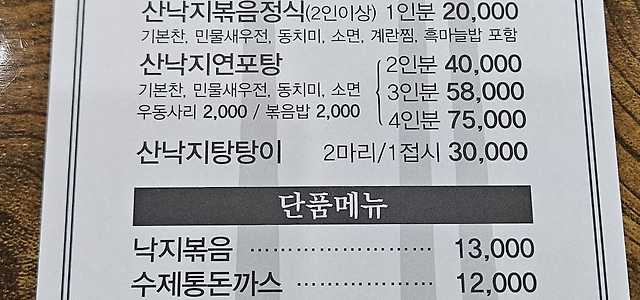 산낙지볶음정식(2인이상) 1인분 20,000
기본찬, 민물새우전, 동치미, 소면, 계란찜, 흑마늘밥 포함
산낙지연포탕 2인분 40,000
기본찬, 민물새우전, 동치미, 소면 3인분 58,000
우동사리 2,000 / 볶음밥 2,000 4인분 75,000
산낙지탕탕이 2마리/1접시 30,000
단품메뉴
낙지볶음 ························ 13,000
수제통돈까스 ·················· 12,000